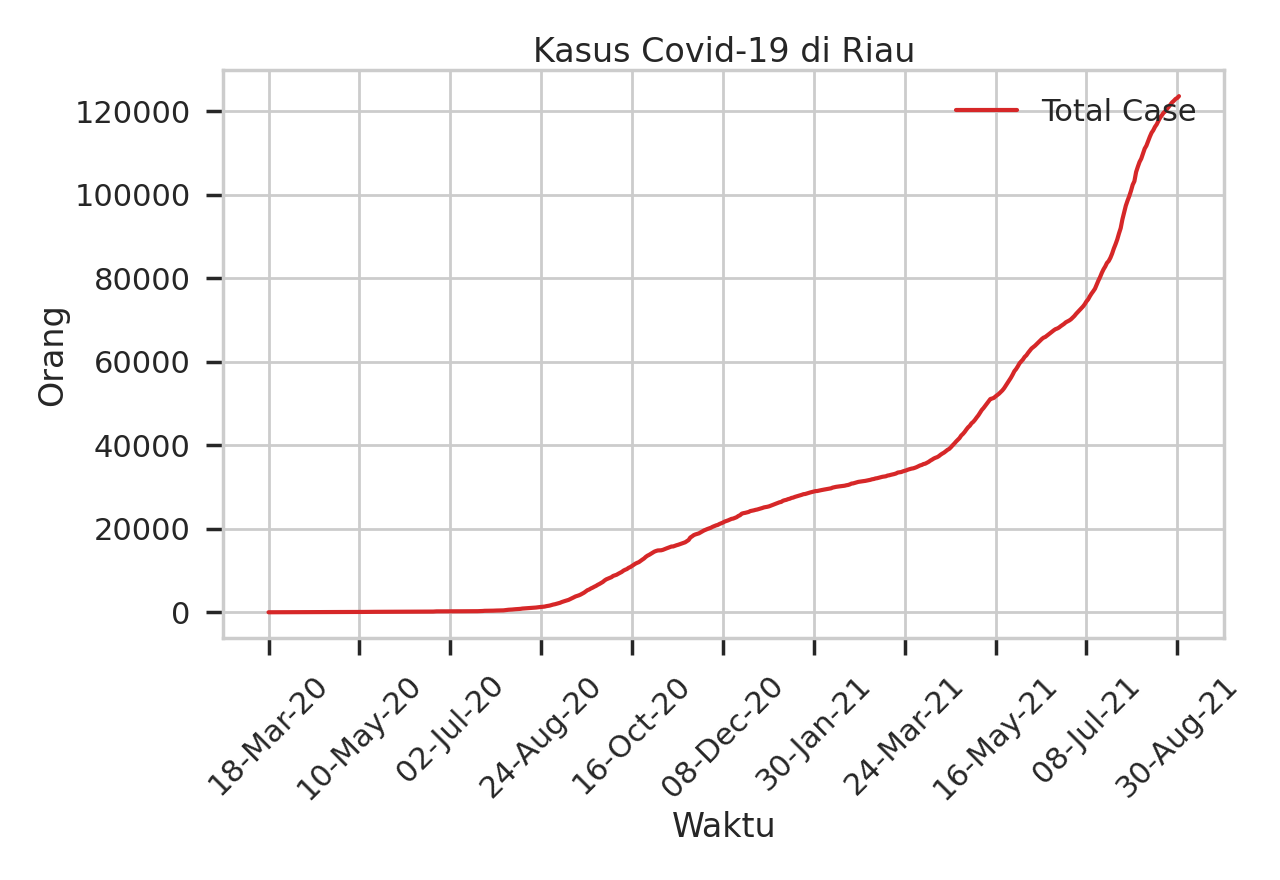 Kasus Covid-19 di Riau
Total Case
Orang
120000
100000
80000
60000
40000
20000
0
18-Mar-20
10-May-20
02-Jul-20
24-Aug-20
16-Oct-20
08-Dec-20
30-Jan-21
24-Mar-21
16-May-21
08-Jul-21
30-Aug-21
Waktu